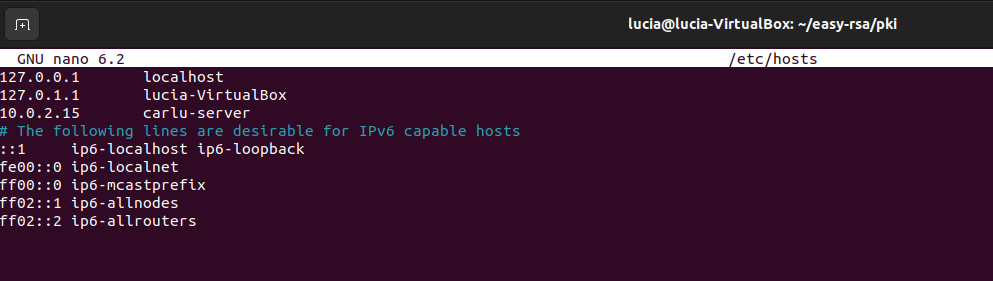 lucia@lucia-VirtualBox: ~/easy-rsa/pki
GNU nano 6.2 /etc/hosts
127.0.0.1 localhost
127.0.1.1 lucia-VirtualBox
10.0.2.15 carlu-server
# The following lines are desirable for IPv6 capable hosts
::1 ip6-localhost ip6-loopback
fe00::0 ip6-localnet
ff00::0 ip6-mcastprefix
ff02::1 ip6-allnodes
ff02::2 ip6-allrouters